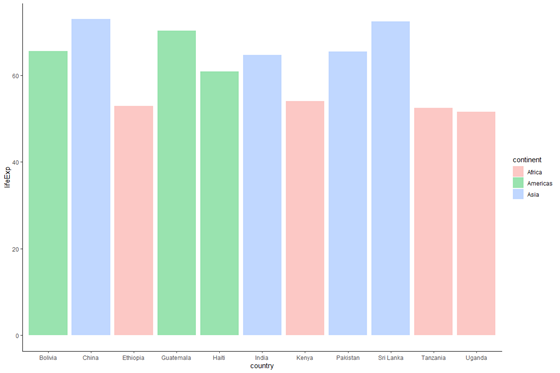 lifeExp
60
40
20
0
Bolivia China Ethiopia Guatemala Haiti India Kenya Pakistan Sri Lanka Tanzania Uganda
country
continent
Africa
Americas
Asia